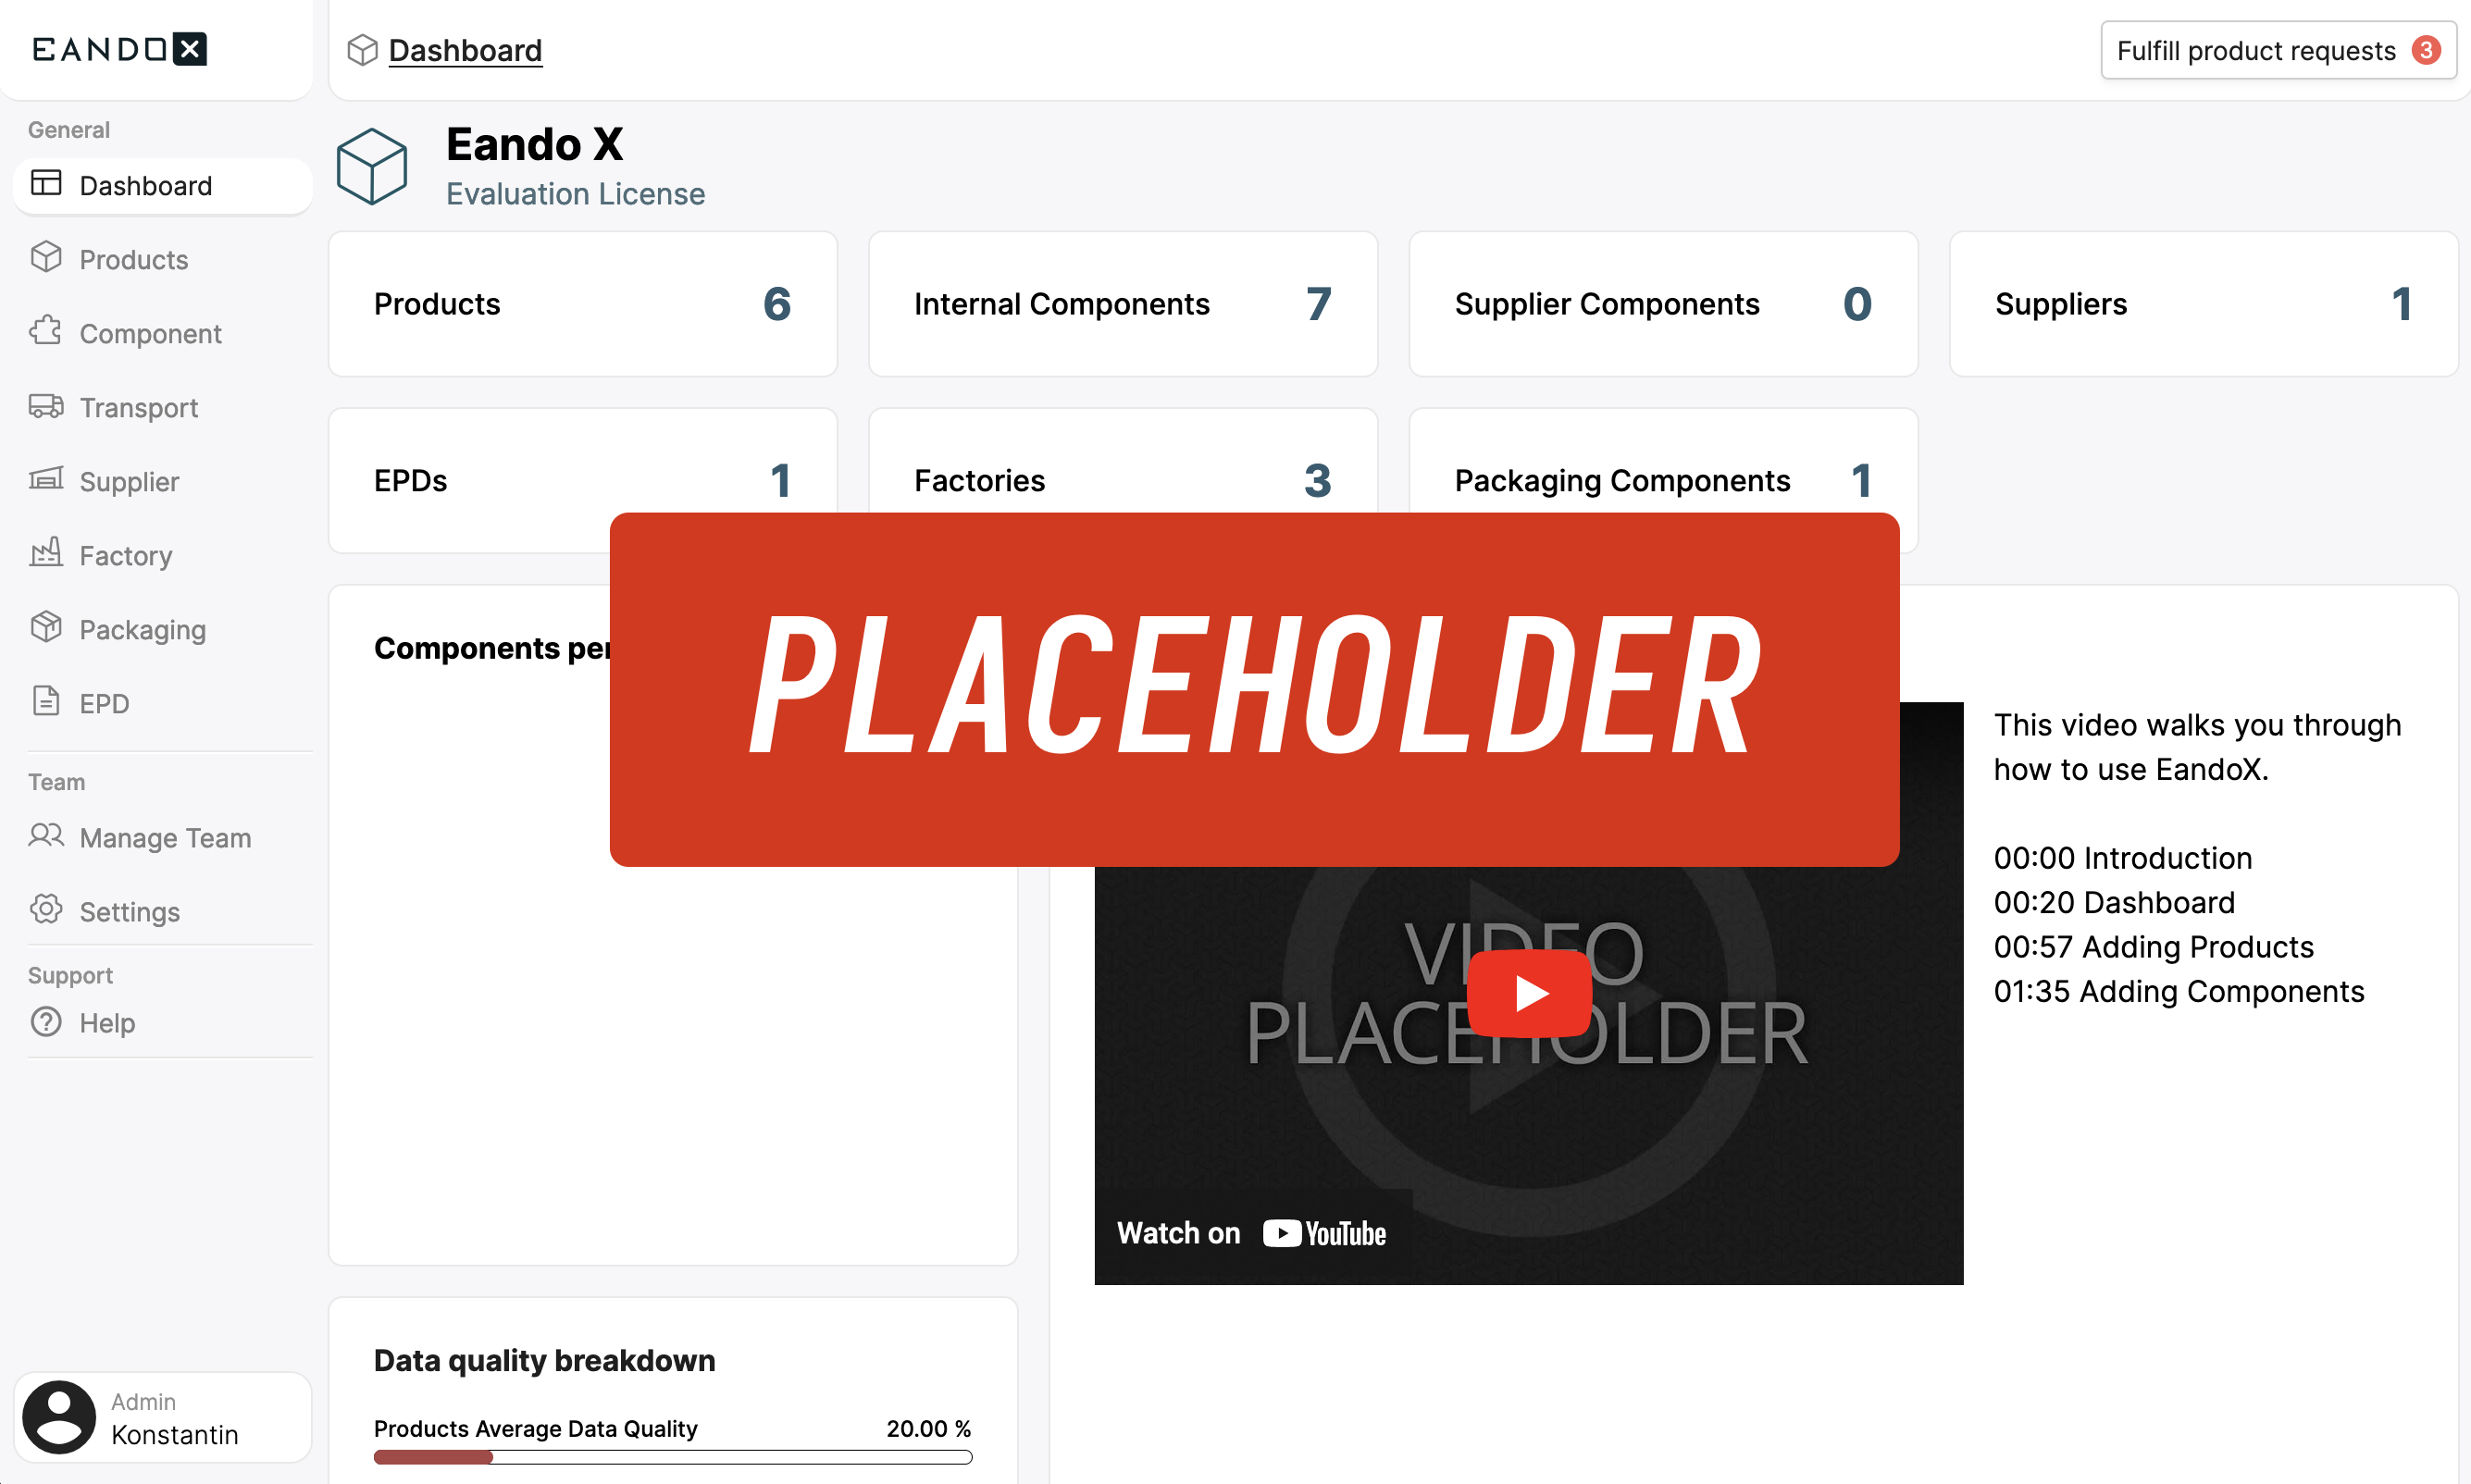 EANDOX
Dashboard
Fulfill product requests 3
General
Dashboard
Products
Component
Transport
Supplier
Factory
Packaging
EPD
Team
Manage Team
Settings
Support
Help
Admin
Konstantin
Eando X
Evaluation License
Products 6
Internal Components 7
Supplier Components 0
Suppliers 1
EPDs 1
Factories 3
Packaging Components 1
Components per
PLACEHOLDER
VIDEO
PLACEHOLDER
Watch on YouTube
This video walks you through
how to use EandoX.
00:00 Introduction
00:20 Dashboard
00:57 Adding Products
01:35 Adding Components
Data quality breakdown
Products Average Data Quality 20.00 %